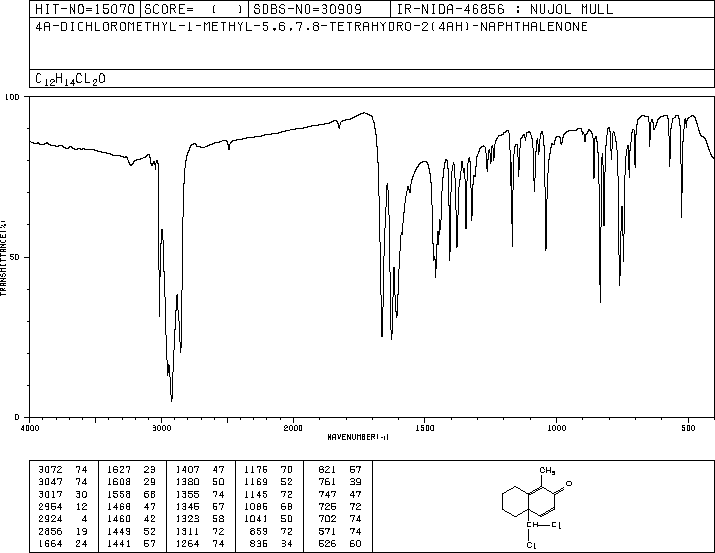 HIT-NO=15070 SCORE= ( ) SDBS-NO=30909 IR-NIDA-46856 : NUJOL MULL
4A-DICHLOROMETHYL-1-METHYL-5,6,7,8-TETRAHYDRO-2(4AH)-NAPHTHALENONE
C12H14CL2O
100
50
0
TRANSMITTANCE(%)
4000 3000 2000 1500 1000 500
WAVENUMBER(-1)
3072 74 1627 29 1407 47 1176 70 821 57
3047 74 1608 29 1380 50 1169 52 761 39
3017 30 1558 68 1355 74 1145 72 747 47
2954 12 1468 47 1345 57 1086 68 725 72
2924 4 1460 42 1323 58 1041 50 702 74
2856 19 1449 52 1311 72 859 72 571 74
1664 24 1441 57 1264 74 836 34 526 60
CH3
O
CH Cl
Cl